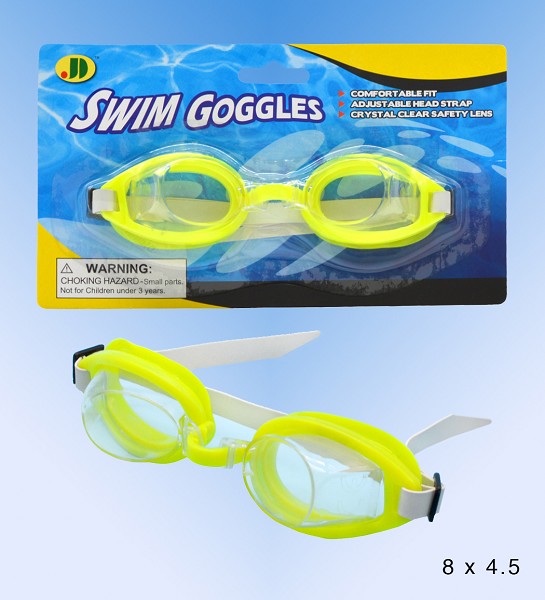 JD
SWIM GOGGLES
COMFORTABLE FIT
ADJUSTABLE HEAD STRAP
CRYSTAL CLEAR SAFETY LENS
WARNING:
CHOKING HAZARD-Small parts.
Not for Children under 3 years.
8 x 4.5